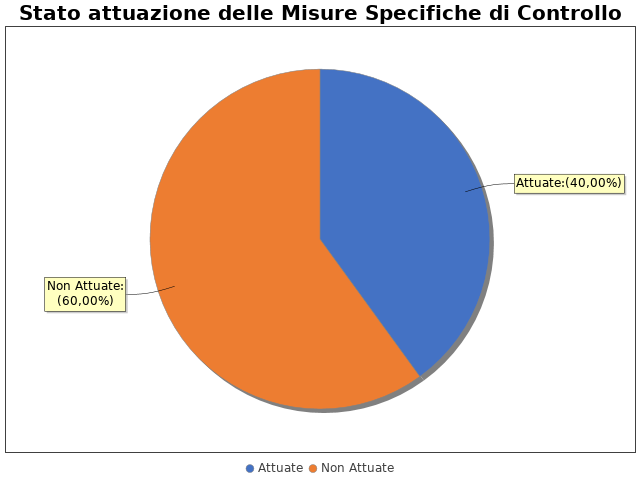 Stato attuazione delle Misure Specifiche di Controllo
Attuate:(40,00%)
Non Attuate:
(60,00%)
Attuate Non Attuate